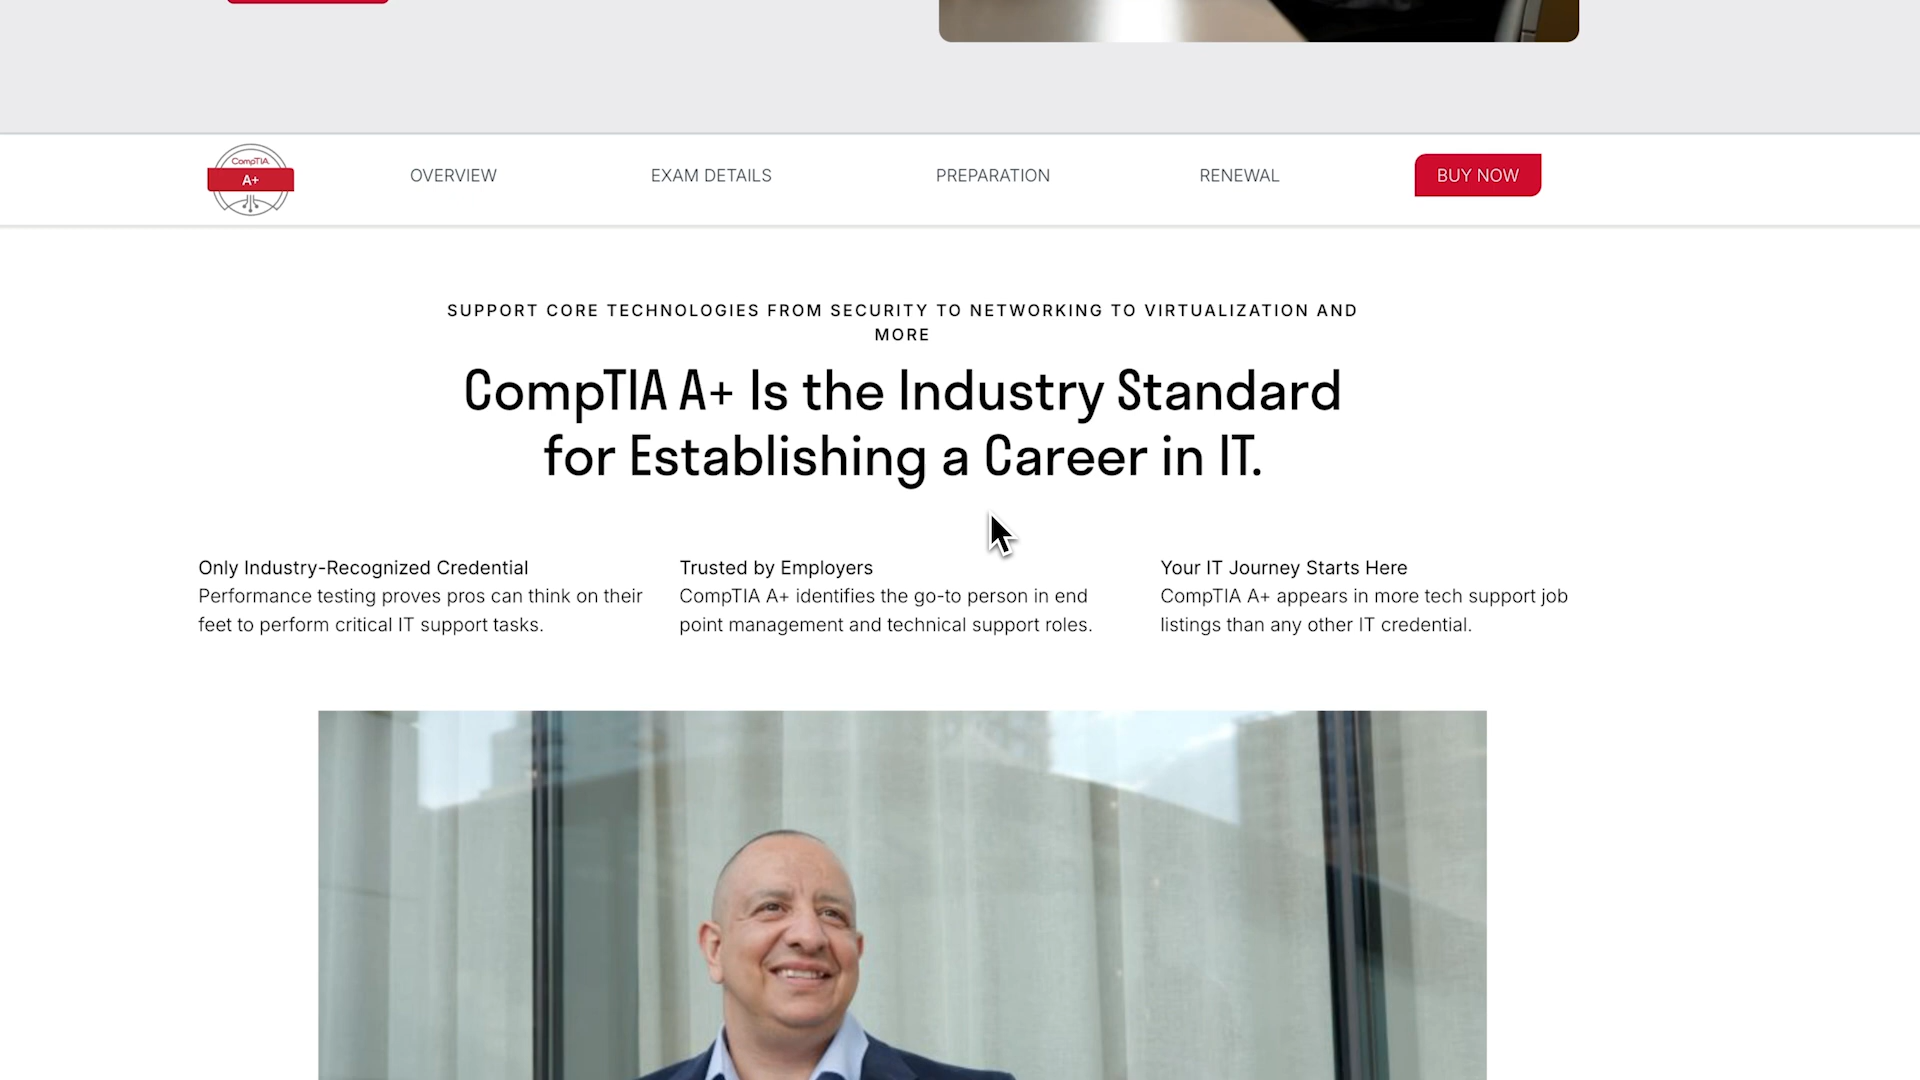 CompTIA.
A+
OVERVIEW
EXAM DETAILS
PREPARATION
RENEWAL
BUY NOW
SUPPORT CORE TECHNOLOGIES FROM SECURITY TO NETWORKING TO VIRTUALIZATION AND
MORE
CompTIA A+ Is the Industry Standard
for Establishing a Career in IT.
Only Industry-Recognized Credential
Performance testing proves pros can think on their
feet to perform critical IT support tasks.
Trusted by Employers
CompTIA A+ identifies the go-to person in end
point management and technical support roles.
Your IT Journey Starts Here
CompTIA A+ appears in more tech support job
listings than any other IT credential.